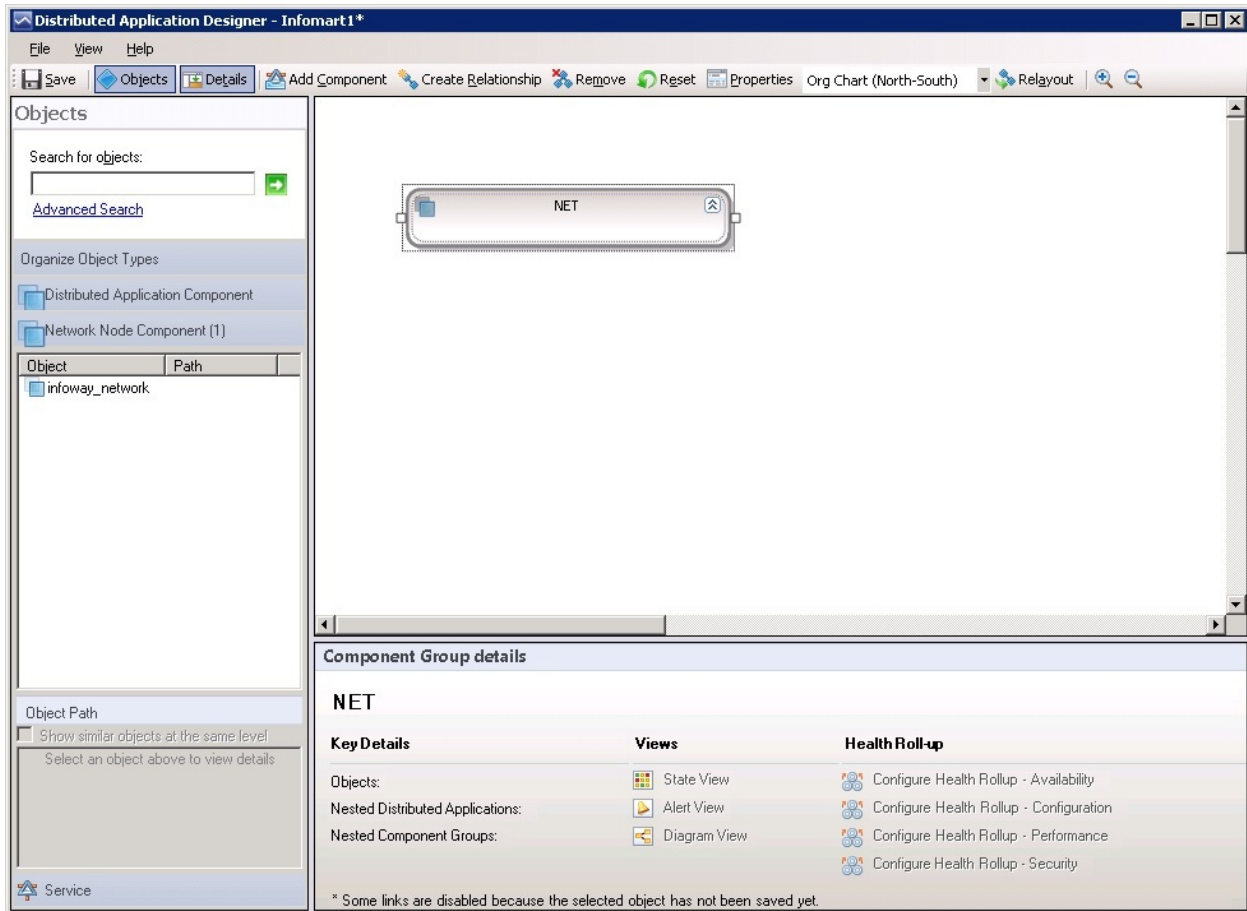 Distributed Application Designer - Infomart1*
File View Help
Save Objects Details Add Component Create Relationship Remove Reset Properties Org Chart (North-South) Relayout
Objects
Search for objects:
Advanced Search
Organize Object Types
Distributed Application Component
Network Node Component (1)
Object Path
infoway_network
Object Path
Show similar objects at the same level
Select an object above to view details
Service
NET
Component Group details
NET
Key Details Views Health Roll-up
Objects: State View Configure Health Rollup - Availability
Nested Distributed Applications: Alert View Configure Health Rollup - Configuration
Nested Component Groups: Diagram View Configure Health Rollup - Performance
Configure Health Rollup - Security
* Some links are disabled because the selected object has not been saved yet.